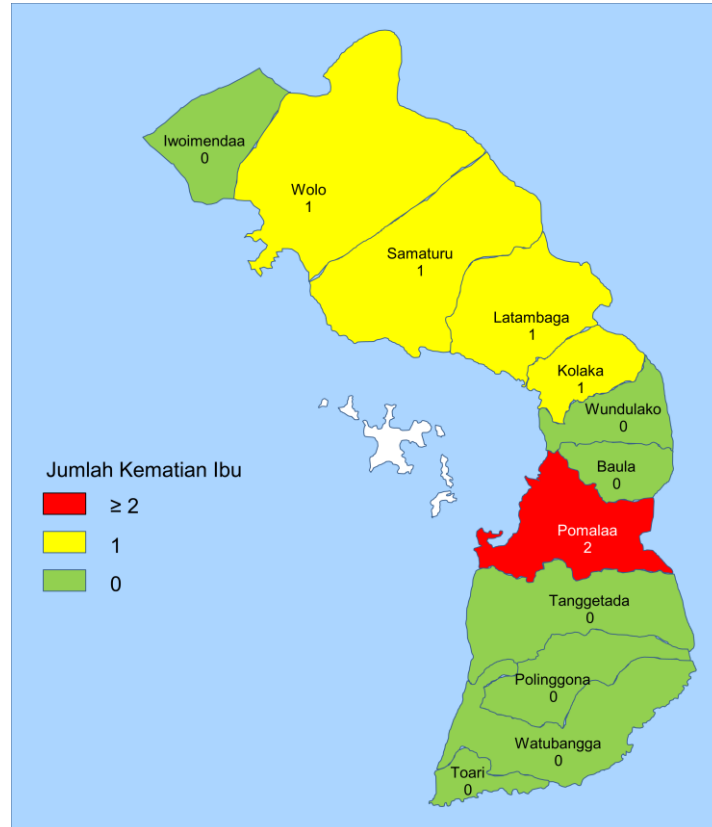 Iwoimendaa
0
Wolo
1
Samaturu
1
Latambaga
1
Kolaka
1
Wundulako
0
Baula
0
Jumlah Kematian Ibu
≥ 2
1
0
Pomalaa
2
Tanggetada
0
Polinggona
0
Watubangga
0
Toari
0